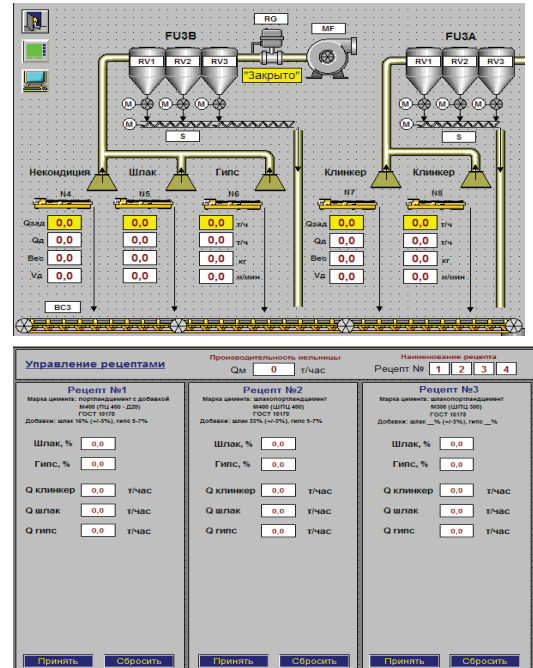 RG
MF
FU3B
FU3A
RV1 RV2 RV3
RV1 RV2 RV3
"Закрыто"
M M M
M M M
M
M
S
S
Некондиция Шлак Гипс Клинкер Клинкер
N4 N5 N6 N7 N8
Qзад 0,0 0,0 0,0 т/ч 0,0 0,0 т/ч
Qд 0,0 0,0 0,0 т/ч 0,0 0,0 т/ч
Вес 0,0 0,0 0,0 кг 0,0 0,0 кг
Vд 0,0 0,0 0,0 м/мин 0,0 0,0 м/мин
ВС3
Управление рецептами
Производительность мельницы
Qм 0 т/час
Наименование рецепта
Рецепт № 1 2 3 4
Рецепт №1
Марка цемента: портландцемент с добавкой
М400 (ПЦ 400 - Д20)
ГОСТ 10178
Добавки: шлак 16% (+/-3%), гипс 5-7%
Шлак, % 0,0
Гипс, % 0,0
Q клинкер 0,0 т/час
Q шлак 0,0 т/час
Q гипс 0,0 т/час
Принять Сбросить
Рецепт №2
Марка цемента: шлакопортландцемент
М400 (ШПЦ 400)
ГОСТ 10178
Добавки: шлак 33% (+/-3%), гипс 5-7%
Шлак, % 0,0
Гипс, % 0,0
Q клинкер 0,0 т/час
Q шлак 0,0 т/час
Q гипс 0,0 т/час
Принять Сбросить
Рецепт №3
Марка цемента: шлакопортландцемент
М300 (ШПЦ 300)
ГОСТ 10178
Добавки: шлак __% (+/-3%), гипс __%
Шлак, % 0,0
Гипс, % 0,0
Q клинкер 0,0 т/час
Q шлак 0,0 т/час
Q гипс 0,0 т/час
Принять Сбросить